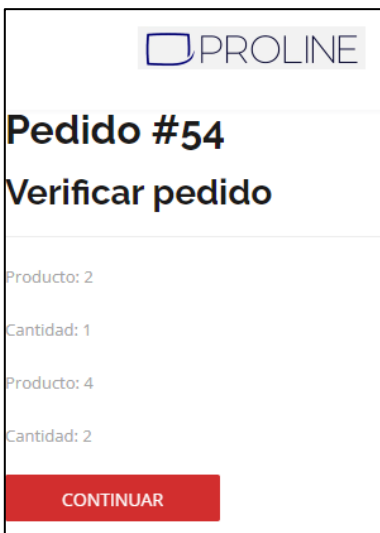 PROLINE
Pedido #54
Verificar pedido
Producto: 2
Cantidad: 1
Producto: 4
Cantidad: 2
CONTINUAR